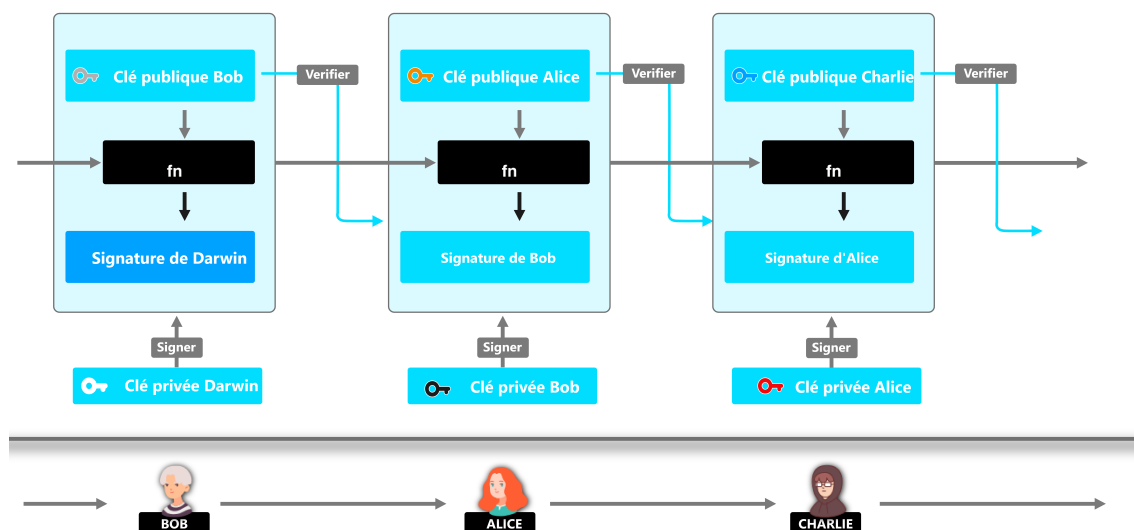 Clé publique Bob
Verifier
Clé publique Alice
Verifier
Clé publique Charlie
Verifier
fn
fn
fn
Signature de Darwin
Signature de Bob
Signature d'Alice
Signer
Signer
Signer
Clé privée Darwin
Clé privée Bob
Clé privée Alice
BOB
ALICE
CHARLIE